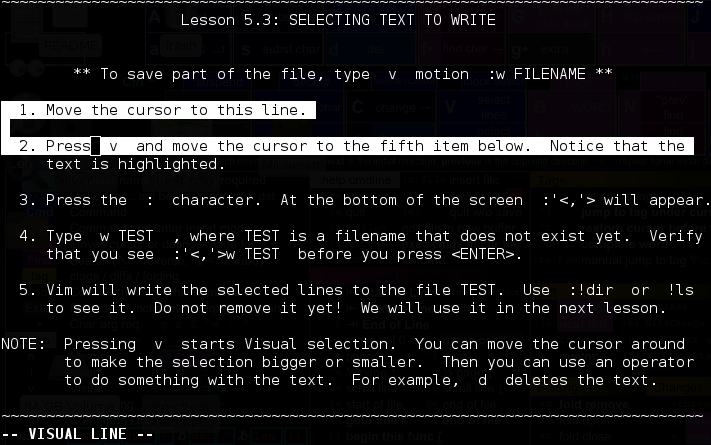 ~~~~~~~~~~~~~~~~~~~~~~~~~~~~~~~~~~~~~~~~~~~~~~~~~~~~~~~~~~~~~~~~~~~~~~~~~~~~~~
Lesson 5.3: SELECTING TEXT TO WRITE
** To save part of the file, type  v  motion  :w FILENAME **
1. Move the cursor to this line.
2. Press  v  and move the cursor to the fifth item below.  Notice that the
text is highlighted.
3. Press the  :  character.  At the bottom of the screen  :'<,'> will appear.
4. Type  w TEST  , where TEST is a filename that does not exist yet.  Verify
that you see  :'<,'>w TEST  before you press <ENTER>.
5. Vim will write the selected lines to the file TEST.  Use  :!dir  or  !ls
to see it.  Do not remove it yet!  We will use it in the next lesson.
NOTE:  Pressing  v  starts Visual selection.  You can move the cursor around
to make the selection bigger or smaller.  Then you can use an operator
to do something with the text.  For example,  d  deletes the text.
~~~~~~~~~~~~~~~~~~~~~~~~~~~~~~~~~~~~~~~~~~~~~~~~~~~~~~~~~~~~~~~~~~~~~~~~~~~~~~
-- VISUAL LINE --